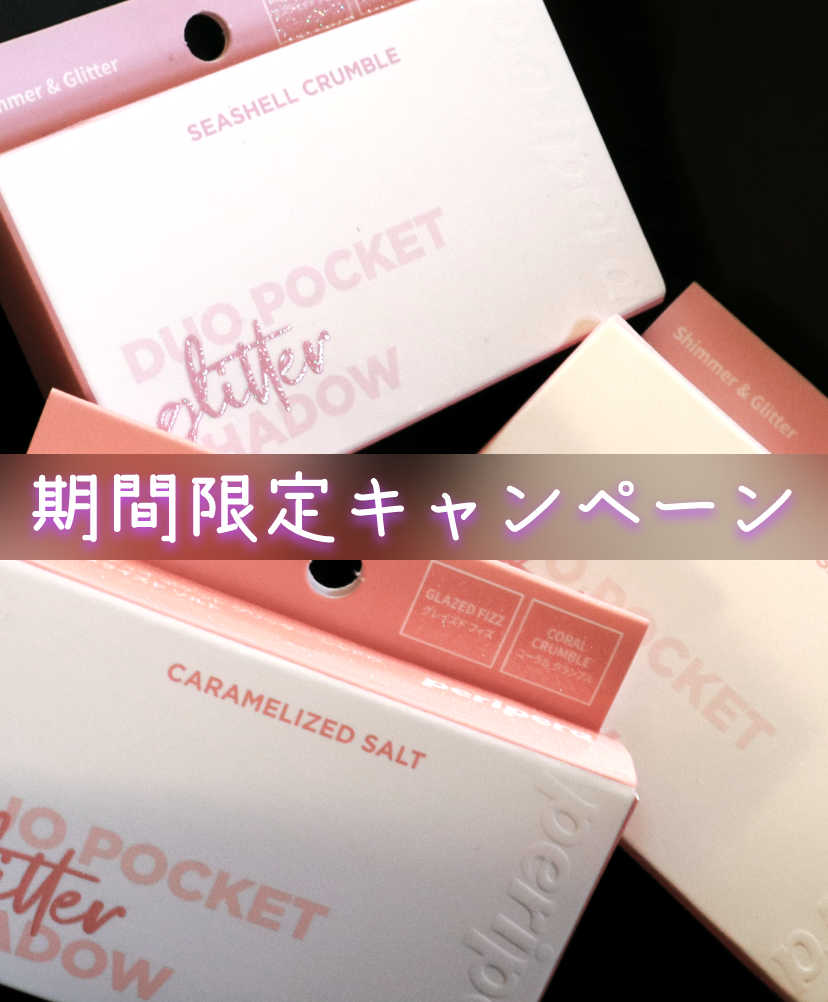 Shimmer & Glitter
SEASHELL CRUMBLE
DUO POCKET
glitter
SHADOW
peripera
Shimmer & Glitter
期間限定キャンペーン
GLAZED FIZZ
グレイズド フィズ
CORAL
CRUMBLE
コーラル クランブル
POCKET
CARAMELIZED SALT
peripera
DUO POCKET
glitter
SHADOW